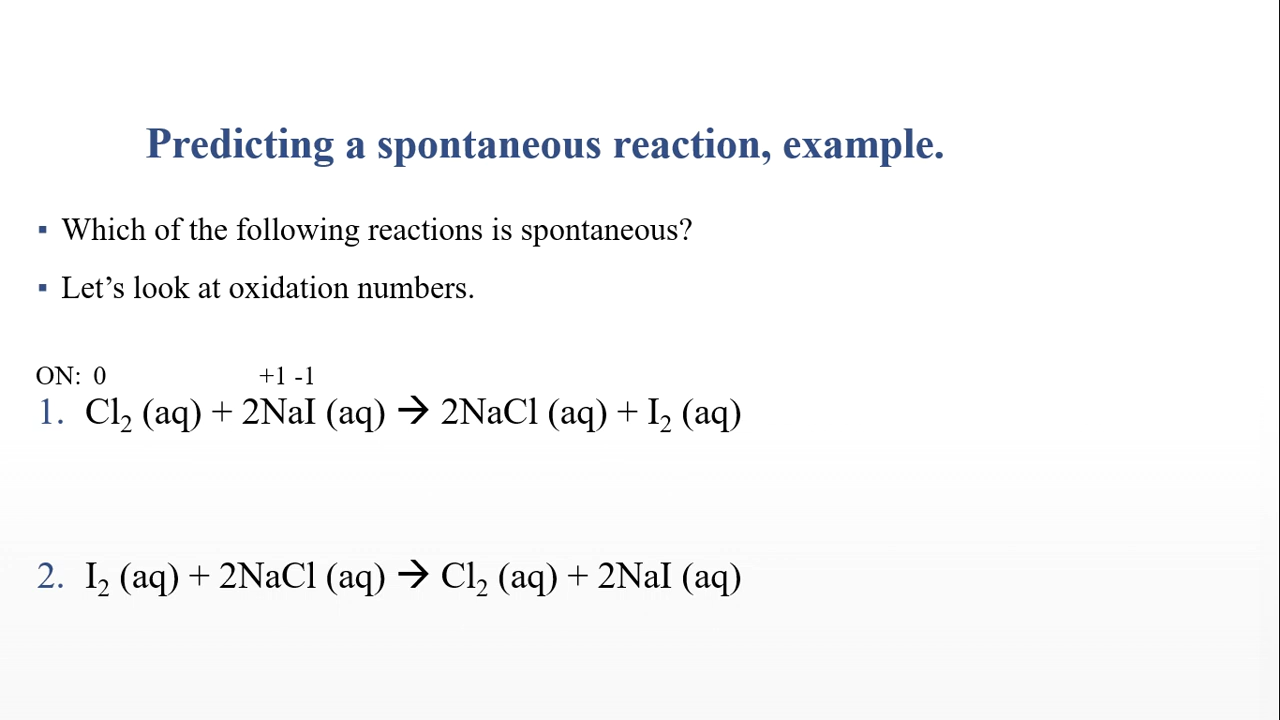 Predicting a spontaneous reaction, example.
▪ Which of the following reactions is spontaneous?
▪ Let’s look at oxidation numbers.
ON: 0 +1 -1
1. Cl₂ (aq) + 2NaI (aq) → 2NaCl (aq) + I₂ (aq)
2. I₂ (aq) + 2NaCl (aq) → Cl₂ (aq) + 2NaI (aq)